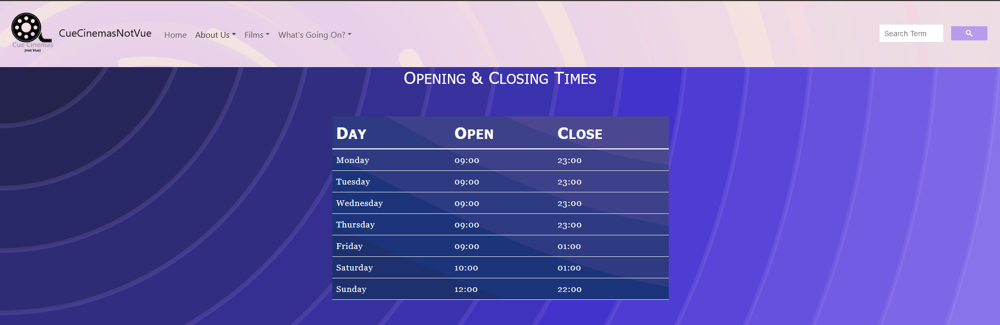 Cue Cinemas
(not Vue)
CueCinemasNotVue Home About Us Films What's Going On? Search Term
Opening & Closing Times
Day Open Close
Monday 09:00 23:00
Tuesday 09:00 23:00
Wednesday 09:00 23:00
Thursday 09:00 23:00
Friday 09:00 01:00
Saturday 10:00 01:00
Sunday 12:00 22:00